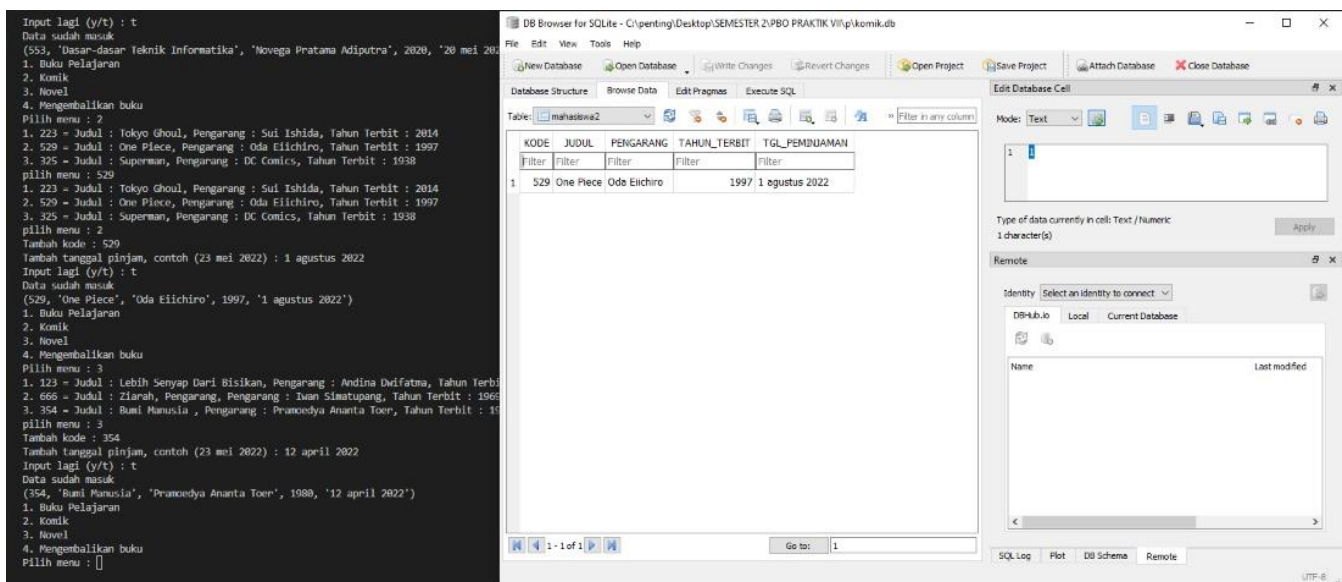 Input lagi (y/t) : t
Data sudah masuk
(553, 'Dasar-dasar Teknik Informatika', 'Novega Pratama Adiputra', 2020, '20 mei 202
1. Buku Pelajaran
2. Komik
3. Novel
4. Mengembalikan buku
Pilih menu : 2
1. 223 = Judul : Tokyo Ghoul, Pengarang : Sui Ishida, Tahun Terbit : 2014
2. 529 = Judul : One Piece, Pengarang : Oda Eiichiro, Tahun Terbit : 1997
3. 325 = Judul : Superman, Pengarang : DC Comics, Tahun Terbit : 1938
pilih menu : 529
1. 223 = Judul : Tokyo Ghoul, Pengarang : Sui Ishida, Tahun Terbit : 2014
2. 529 = Judul : One Piece, Pengarang : Oda Eiichiro, Tahun Terbit : 1997
3. 325 = Judul : Superman, Pengarang : DC Comics, Tahun Terbit : 1938
pilih menu : 2
Tambah kode : 529
Tambah tanggal pinjam, contoh (23 mei 2022) : 1 agustus 2022
Input lagi (y/t) : t
Data sudah masuk
(529, 'One Piece', 'Oda Eiichiro', 1997, '1 agustus 2022')
1. Buku Pelajaran
2. Komik
3. Novel
4. Mengembalikan buku
Pilih menu : 3
1. 123 = Judul : Lebih Senyap Dari Bisikan, Pengarang : Andina Dwifatma, Tahun Terbi
2. 666 = Judul : Ziarah, Pengarang, Pengarang : Iwan Simatupang, Tahun Terbit : 1969
3. 354 = Judul : Bumi Manusia , Pengarang : Pramoedya Ananta Toer, Tahun Terbit : 19
pilih menu : 3
Tambah kode : 354
Tambah tanggal pinjam, contoh (23 mei 2022) : 12 april 2022
Input lagi (y/t) : t
Data sudah masuk
(354, 'Bumi Manusia', 'Pramoedya Ananta Toer', 1980, '12 april 2022')
1. Buku Pelajaran
2. Komik
3. Novel
4. Mengembalikan buku
Pilih menu :
DB Browser for SQLite - C:\penting\Desktop\SEMESTER 2\PBO PRAKTIK VII\p\komik.db
File Edit View Tools Help
New Database Open Database Write Changes Revert Changes Open Project Save Project Attach Database Close Database
Database Structure Browse Data Edit Pragmas Execute SQL
Table: mahasiswa2 Filter in any column
KODE JUDUL PENGARANG TAHUN_TERBIT TGL_PEMINJAMAN
Filter Filter Filter Filter Filter
1 529 One Piece Oda Eiichiro 1997 1 agustus 2022
1 - 1 of 1 Go to: 1
Edit Database Cell
Mode: Text
1 1
Type of data currently in cell: Text / Numeric
1 character(s) Apply
Remote
Identity Select an identity to connect
DBHub.io Local Current Database
Name Last modified
SQL Log Plot DB Schema Remote
UTF-8